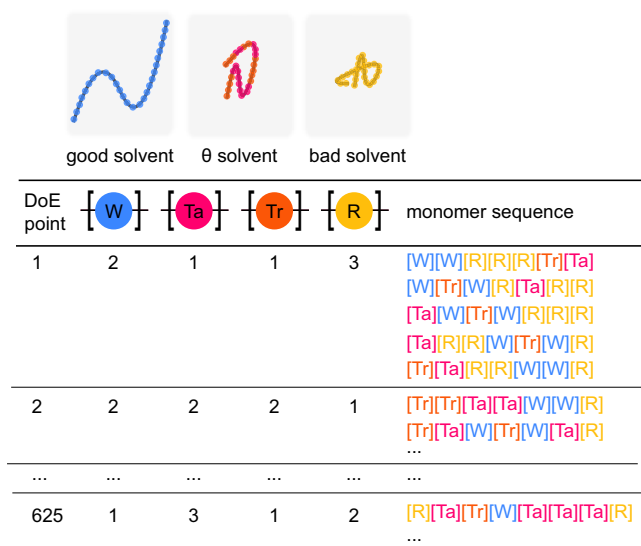 good solvent θ solvent bad solvent
DoE point [W] [Ta] [Tr] [R] monomer sequence
1 2 1 1 3 [W][W][R][R][R][Tr][Ta]
[W][Tr][W][R][Ta][R][R]
[Ta][W][Tr][W][R][R][R]
[Ta][R][R][W][Tr][W][R]
[Tr][Ta][R][R][W][W][R]
2 2 2 2 1 [Tr][Tr][Ta][Ta][W][W][R]
[Tr][Ta][W][Tr][W][Ta][R]
...
... ... ... ... ... ...
625 1 3 1 2 [R][Ta][Tr][W][Ta][Ta][Ta][R]
...